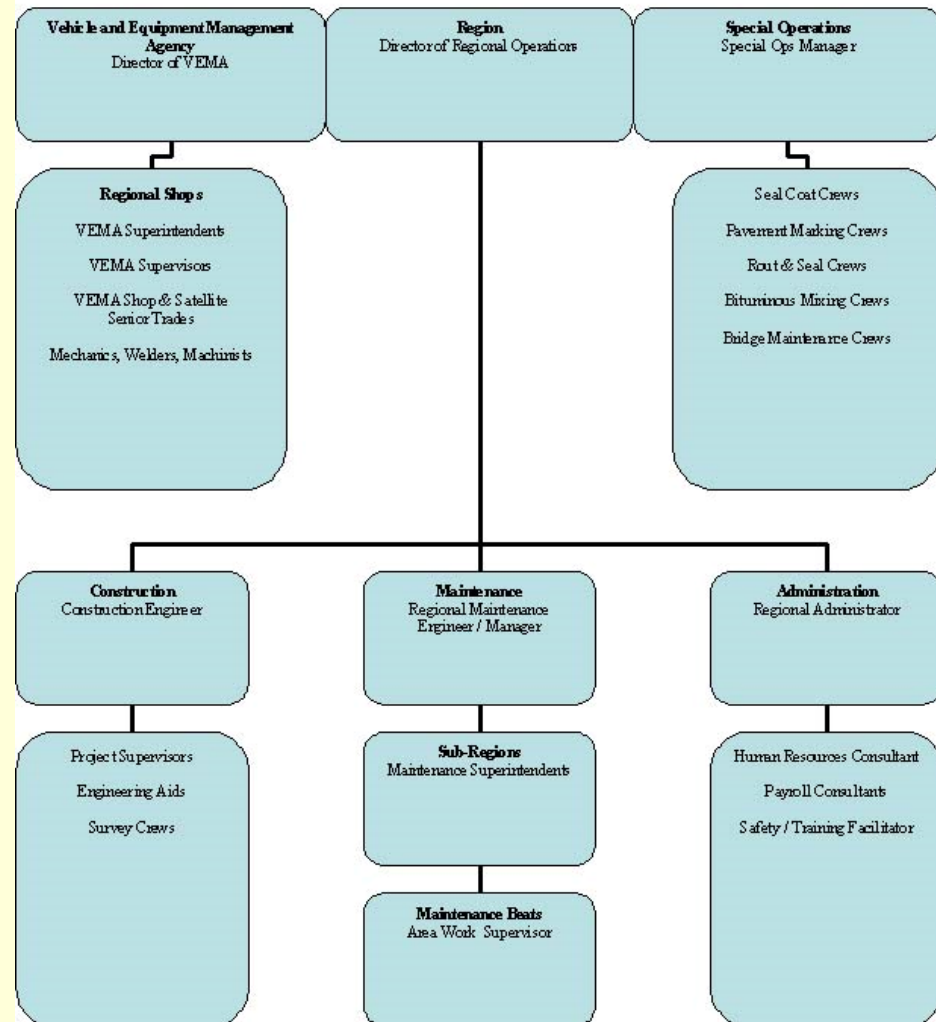 Vehicle and Equipment Management
Agency
Director of VEMA
Region
Director of Regional Operations
Special Operations
Special Ops Manager
Regional Shops
VEMA Superintendents
VEMA Supervisors
VEMA Shop & Satellite
Senior Trades
Mechanics, Welders, Machinists
Seal Coat Crews
Pavement Marking Crews
Rout & Seal Crews
Bituminous Mixing Crews
Bridge Maintenance Crews
Construction
Construction Engineer
Maintenance
Regional Maintenance
Engineer / Manager
Administration
Regional Administrator
Project Supervisors
Engineering Aids
Survey Crews
Sub-Regions
Maintenance Superintendents
Human Resources Consultant
Payroll Consultants
Safety / Training Facilitator
Maintenance Beats
Area Work Supervisor